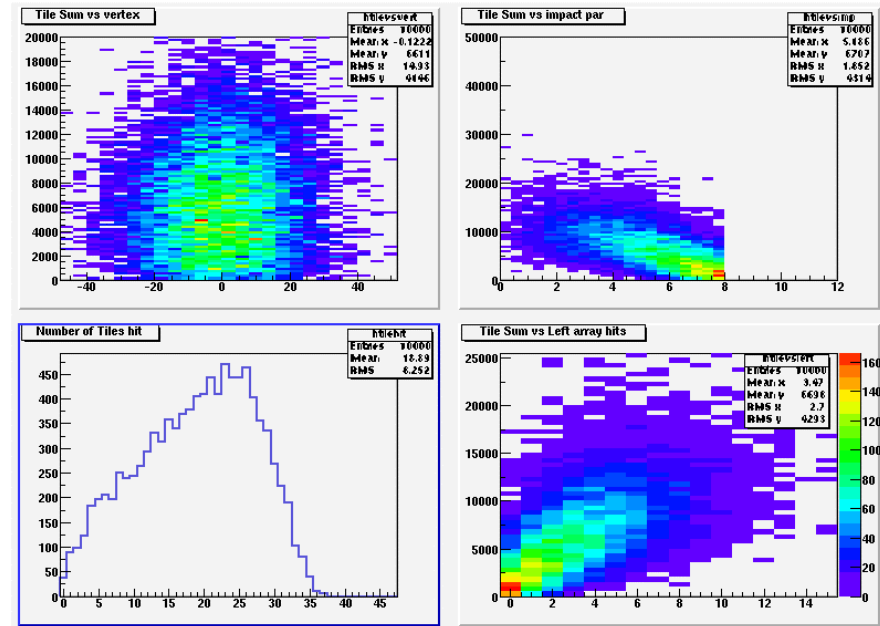 Tile Sum vs vertex
htilevsvert
Entries 10000
Mean x -0.1222
Mean y 6611
RMS x 14.93
RMS y 4146
20000
18000
16000
14000
12000
10000
8000
6000
4000
2000
0
-40 -20 0 20 40
Tile Sum vs impact par
htilevsimp
Entries 10000
Mean x 5.186
Mean y 6707
RMS x 1.652
RMS y 4314
50000
40000
30000
20000
10000
0
0 2 4 6 8 10 12
Number of Tiles hit
htilehit
Entries 10000
Mean 18.89
RMS 8.252
450
400
350
300
250
200
150
100
50
0
0 5 10 15 20 25 30 35 40 45
Tile Sum vs Left array hits
htilevsleft
Entries 10000
Mean x 3.47
Mean y 6696
RMS x 2.7
RMS y 4293
25000
20000
15000
10000
5000
0
0 2 4 6 8 10 12 14
160
140
120
100
80
60
40
20
0